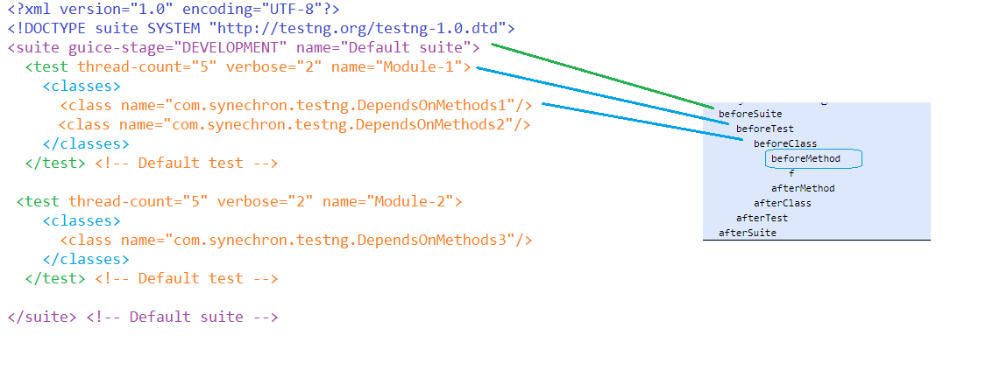 <?xml version="1.0" encoding="UTF-8"?>
<!DOCTYPE suite SYSTEM "http://testng.org/testng-1.0.dtd">
<suite guice-stage="DEVELOPMENT" name="Default suite">
<test thread-count="5" verbose="2" name="Module-1">
<classes>
<class name="com.synechron.testng.DependsOnMethods1"/>
<class name="com.synechron.testng.DependsOnMethods2"/>
</classes>
</test> <!-- Default test -->
<test thread-count="5" verbose="2" name="Module-2">
<classes>
<class name="com.synechron.testng.DependsOnMethods3"/>
</classes>
</test> <!-- Default test -->
</suite> <!-- Default suite -->
beforeSuite
beforeTest
beforeClass
beforeMethod
f
afterMethod
afterClass
afterTest
afterSuite